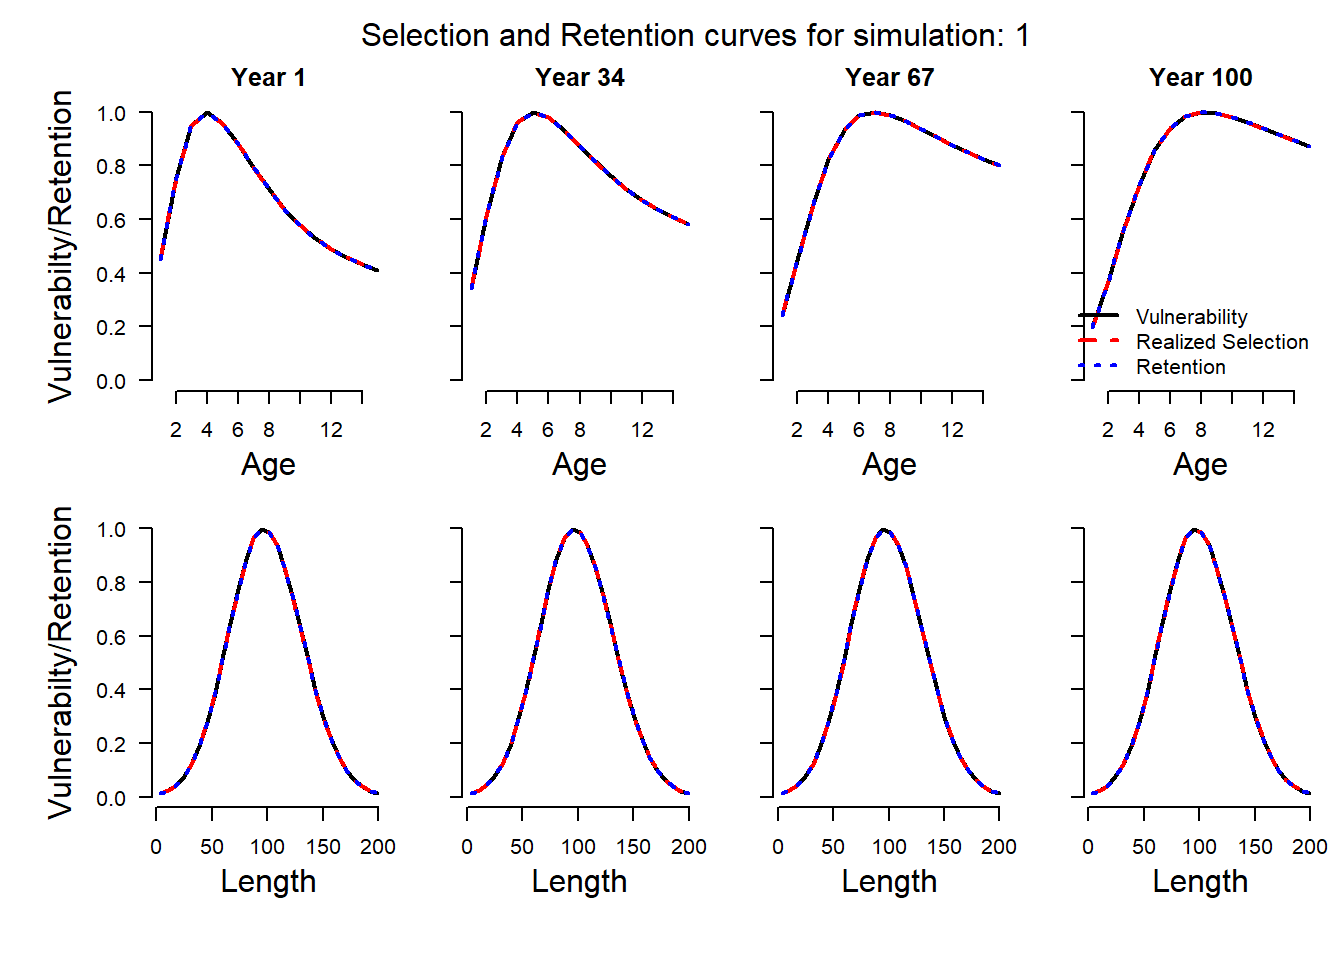 Selection and Retention curves for simulation: 1
Year 1 Year 34 Year 67 Year 100
Vulnerabilty/Retention
1.0
0.8
0.6
0.4
0.2
0.0
Vulnerability
Realized Selection
Retention
2 4 6 8 12 2 4 6 8 12 2 4 6 8 12 2 4 6 8 12
Age Age Age Age
Vulnerabilty/Retention
1.0
0.8
0.6
0.4
0.2
0.0
0 50 100 150 200 0 50 100 150 200 0 50 100 150 200 0 50 100 150 200
Length Length Length Length